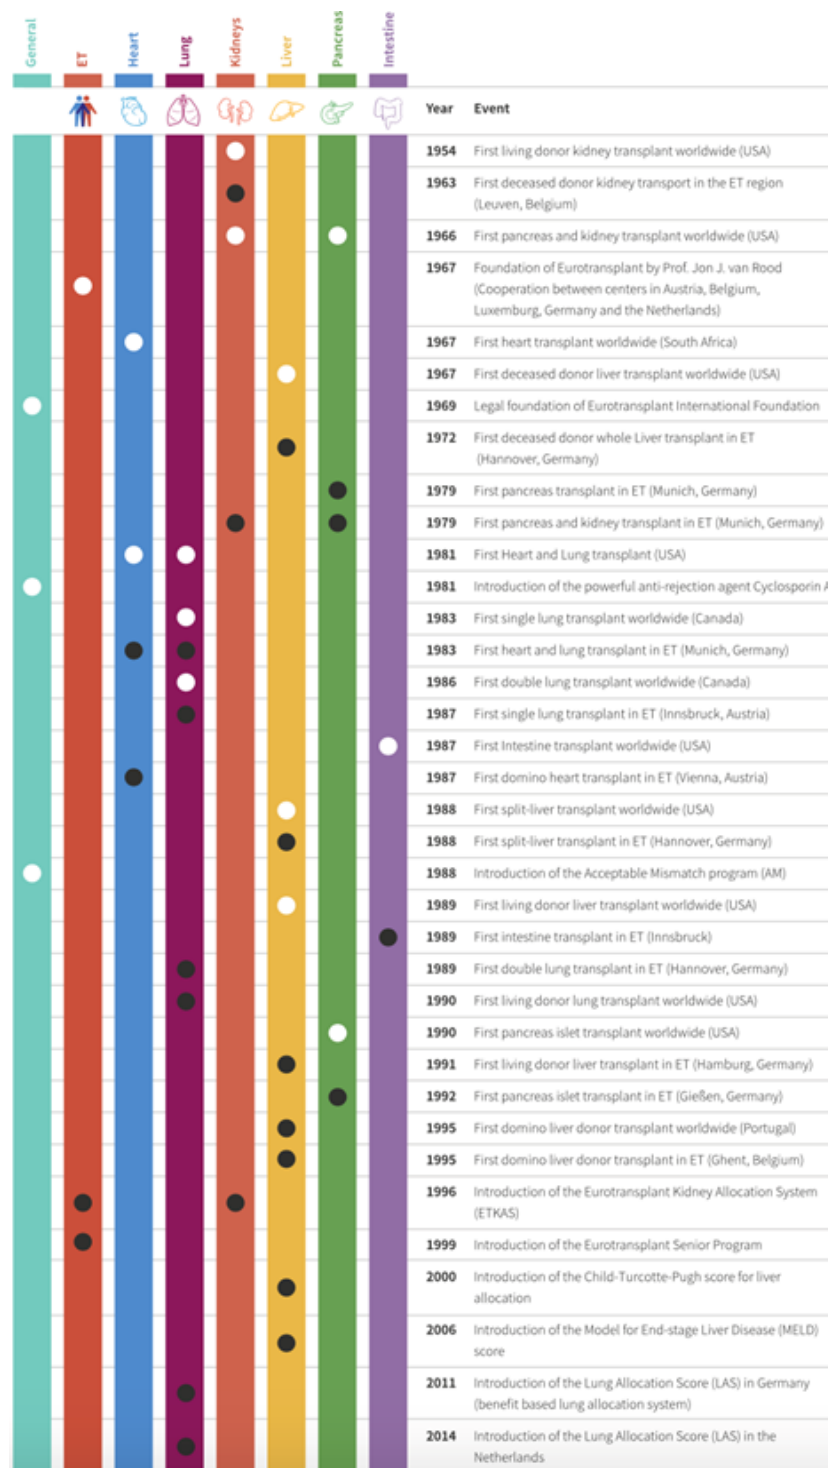 General
ET
Heart
Lung
Kidneys
Liver
Pancreas
Intestine
Year Event
1954 First living donor kidney transplant worldwide (USA)
1963 First deceased donor kidney transport in the ET region
(Leuven, Belgium)
1966 First pancreas and kidney transplant worldwide (USA)
1967 Foundation of Eurotransplant by Prof. Jon J. van Rood
(Cooperation between centers in Austria, Belgium,
Luxemburg, Germany and the Netherlands)
1967 First heart transplant worldwide (South Africa)
1967 First deceased donor liver transplant worldwide (USA)
1969 Legal foundation of Eurotransplant International Foundation
1972 First deceased donor whole Liver transplant in ET
(Hannover, Germany)
1979 First pancreas transplant in ET (Munich, Germany)
1979 First pancreas and kidney transplant in ET (Munich, Germany)
1981 First Heart and Lung transplant (USA)
1981 Introduction of the powerful anti-rejection agent Cyclosporin A
1983 First single lung transplant worldwide (Canada)
1983 First heart and lung transplant in ET (Munich, Germany)
1986 First double lung transplant worldwide (Canada)
1987 First single lung transplant in ET (Innsbruck, Austria)
1987 First Intestine transplant worldwide (USA)
1987 First domino heart transplant in ET (Vienna, Austria)
1988 First split-liver transplant worldwide (USA)
1988 First split-liver transplant in ET (Hannover, Germany)
1988 Introduction of the Acceptable Mismatch program (AM)
1989 First living donor liver transplant worldwide (USA)
1989 First intestine transplant in ET (Innsbruck)
1989 First double lung transplant in ET (Hannover, Germany)
1990 First living donor lung transplant worldwide (USA)
1990 First pancreas islet transplant worldwide (USA)
1991 First living donor liver transplant in ET (Hamburg, Germany)
1992 First pancreas islet transplant in ET (Gießen, Germany)
1995 First domino liver donor transplant worldwide (Portugal)
1995 First domino liver donor transplant in ET (Ghent, Belgium)
1996 Introduction of the Eurotransplant Kidney Allocation System
(ETKAS)
1999 Introduction of the Eurotransplant Senior Program
2000 Introduction of the Child-Turcotte-Pugh score for liver
allocation
2006 Introduction of the Model for End-stage Liver Disease (MELD)
score
2011 Introduction of the Lung Allocation Score (LAS) in Germany
(benefit based lung allocation system)
2014 Introduction of the Lung Allocation Score (LAS) in the
Netherlands